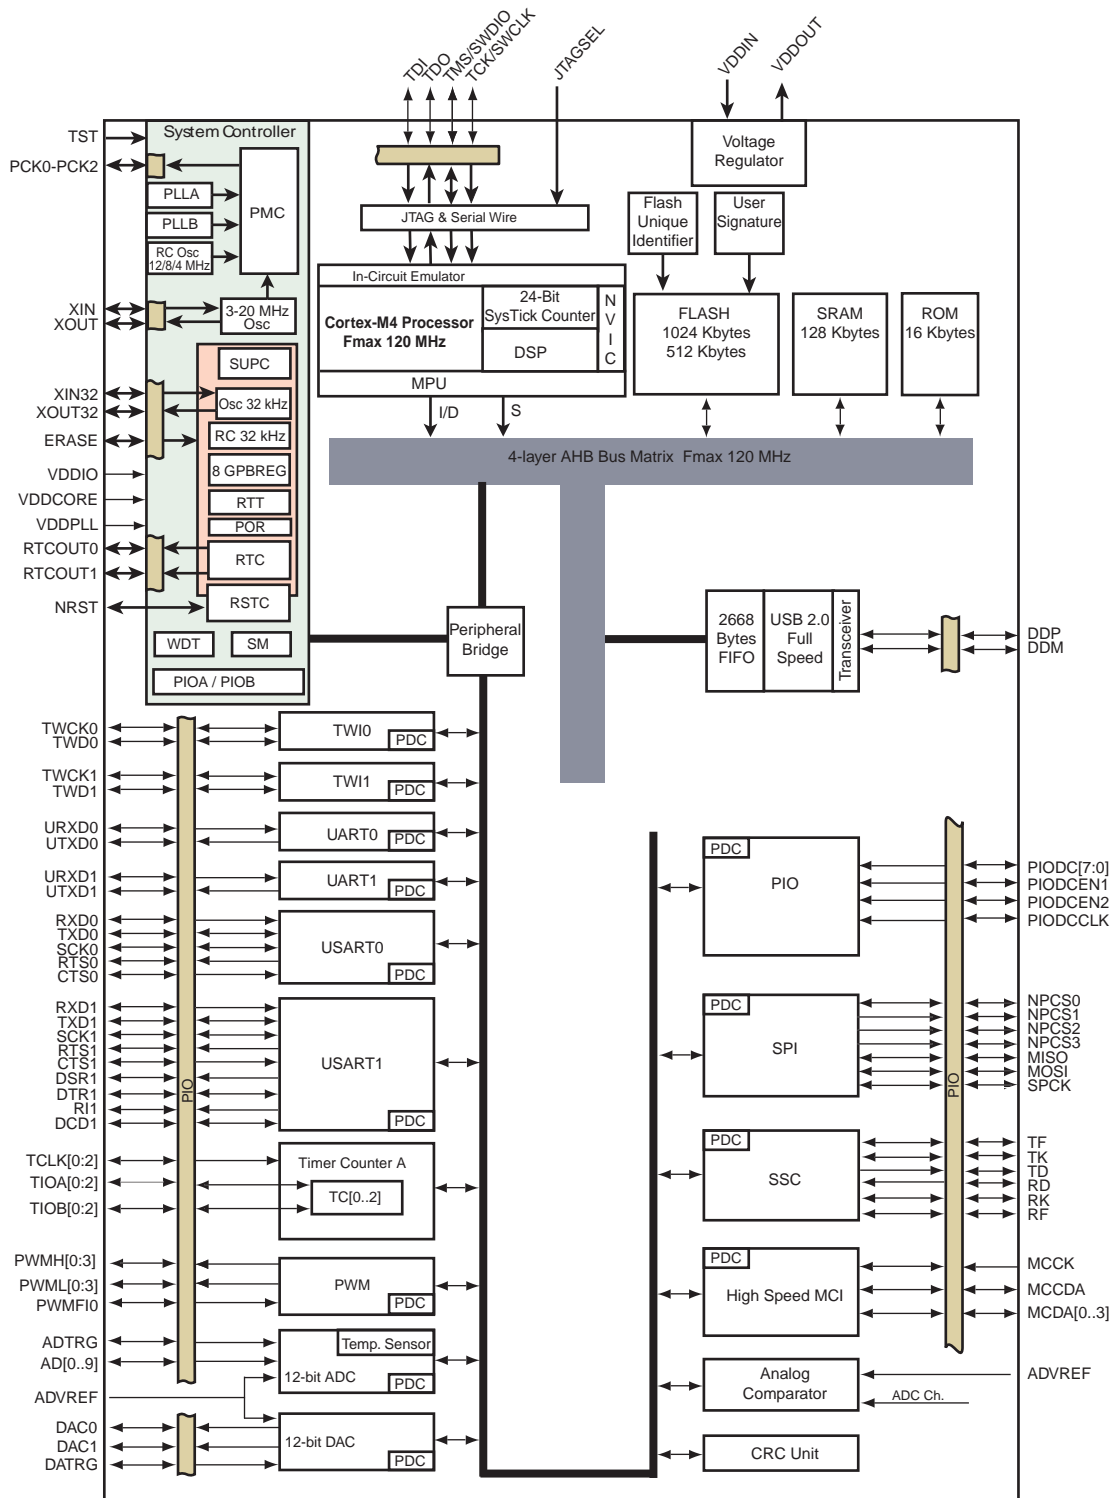 TDI
TDO
TMS/SWDIO
TCK/SWCLK
JTAGSEL
VDDIN
VDDOUT
System Controller
TST
PCK0-PCK2
PLLA
PLLB
RC Osc
12/8/4 MHz
PMC
XIN
XOUT
3-20 MHz
Osc
SUPC
XIN32
XOUT32
Osc 32 kHz
ERASE
RC 32 kHz
VDDIO
8 GPBREG
VDDCORE
RTT
VDDPLL
POR
RTCOUT0
RTCOUT1
RTC
NRST
RSTC
WDT
SM
PIOA / PIOB
JTAG & Serial Wire
In-Circuit Emulator
Cortex-M4 Processor
Fmax 120 MHz
24-Bit
SysTick Counter
DSP
N
V
I
C
MPU
I/D
S
Voltage
Regulator
Flash
Unique
Identifier
User
Signature
FLASH
1024 Kbytes
512 Kbytes
SRAM
128 Kbytes
ROM
16 Kbytes
4-layer AHB Bus Matrix Fmax 120 MHz
Peripheral
Bridge
2668
Bytes
FIFO
USB 2.0
Full
Speed
Transceiver
DDP
DDM
TWCK0
TWD0
TWI0
PDC
TWCK1
TWD1
TWI1
PDC
URXD0
UTXD0
UART0
PDC
URXD1
UTXD1
UART1
PDC
RXD0
TXD0
SCK0
RTS0
CTS0
USART0
PDC
RXD1
TXD1
SCK1
RTS1
CTS1
DSR1
DTR1
RI1
DCD1
PIO
USART1
PDC
TCLK[0:2]
TIOA[0:2]
TIOB[0:2]
Timer Counter A
TC[0..2]
PWMH[0:3]
PWML[0:3]
PWMFI0
PWM
PDC
ADTRG
AD[0..9]
Temp. Sensor
12-bit ADC
PDC
ADVREF
DAC0
DAC1
DATRG
12-bit DAC
PDC
PDC
PIO
PIODC[7:0]
PIODCEN1
PIODCEN2
PIODCCLK
PDC
SPI
NPCS0
NPCS1
NPCS2
NPCS3
MISO
MOSI
SPCK
PIO
PDC
SSC
TF
TK
TD
RD
RK
RF
PDC
High Speed MCI
MCCK
MCCDA
MCDA[0..3]
Analog
Comparator
ADVREF
ADC Ch.
CRC Unit